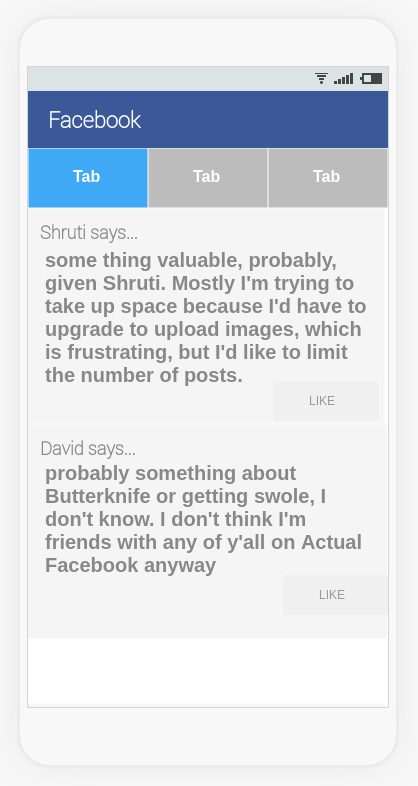 Facebook
Tab Tab Tab
Shruti says...
some thing valuable, probably,
given Shruti. Mostly I'm trying to
take up space because I'd have to
upgrade to upload images, which
is frustrating, but I'd like to limit
the number of posts.
LIKE
David says...
probably something about
Butterknife or getting swole, I
don't know. I don't think I'm
friends with any of y'all on Actual
Facebook anyway
LIKE